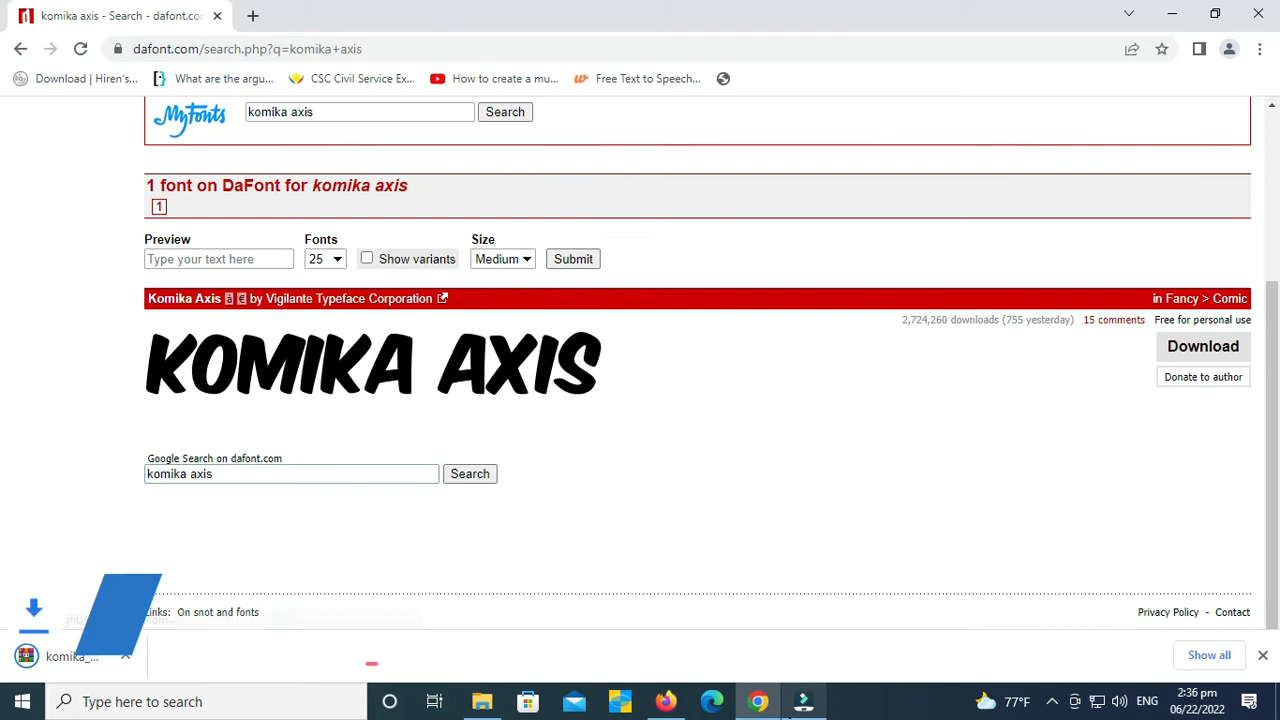 komika axis - Search - dafont.com
dafont.com/search.php?q=komika+axis
Download | Hiren's...
What are the argu...
CSC Civil Service Ex...
How to create a mu...
Free Text to Speech...
MyFonts
komika axis
Search
1 font on DaFont for komika axis
1
Preview
Fonts
Size
Type your text here
25
Show variants
Medium
Submit
Komika Axis à € by Vigilante Typeface Corporation
in Fancy > Comic
2,724,260 downloads (755 yesterday)
15 comments
Free for personal use
KOMIKA AXIS
Download
Donate to author
Google Search on dafont.com
komika axis
Search
Links:
On snot and fonts
Privacy Policy - Contact
komika_...
Show all
Type here to search
77°F
ENG
2:36 pm
06/22/2022